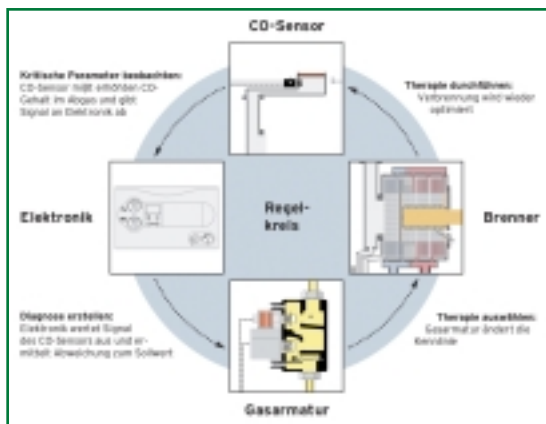 CO-Sensor
Kritische Parameter beobachten:
CO-Sensor mißt erhöhten CO-
Gehalt im Abgas und gibt
Signal an Elektronik ab
Therapie durchführen:
Verbrennung wird wieder
optimiert
Elektronik
Regel-
kreis
Brenner
Diagnose erstellen:
Elektronik wertet Signal
des CO-Sensors aus und er-
mittelt Abweichung zum Sollwert
Therapie auswählen:
Gasarmatur ändert die
Kennlinie
Gasarmatur